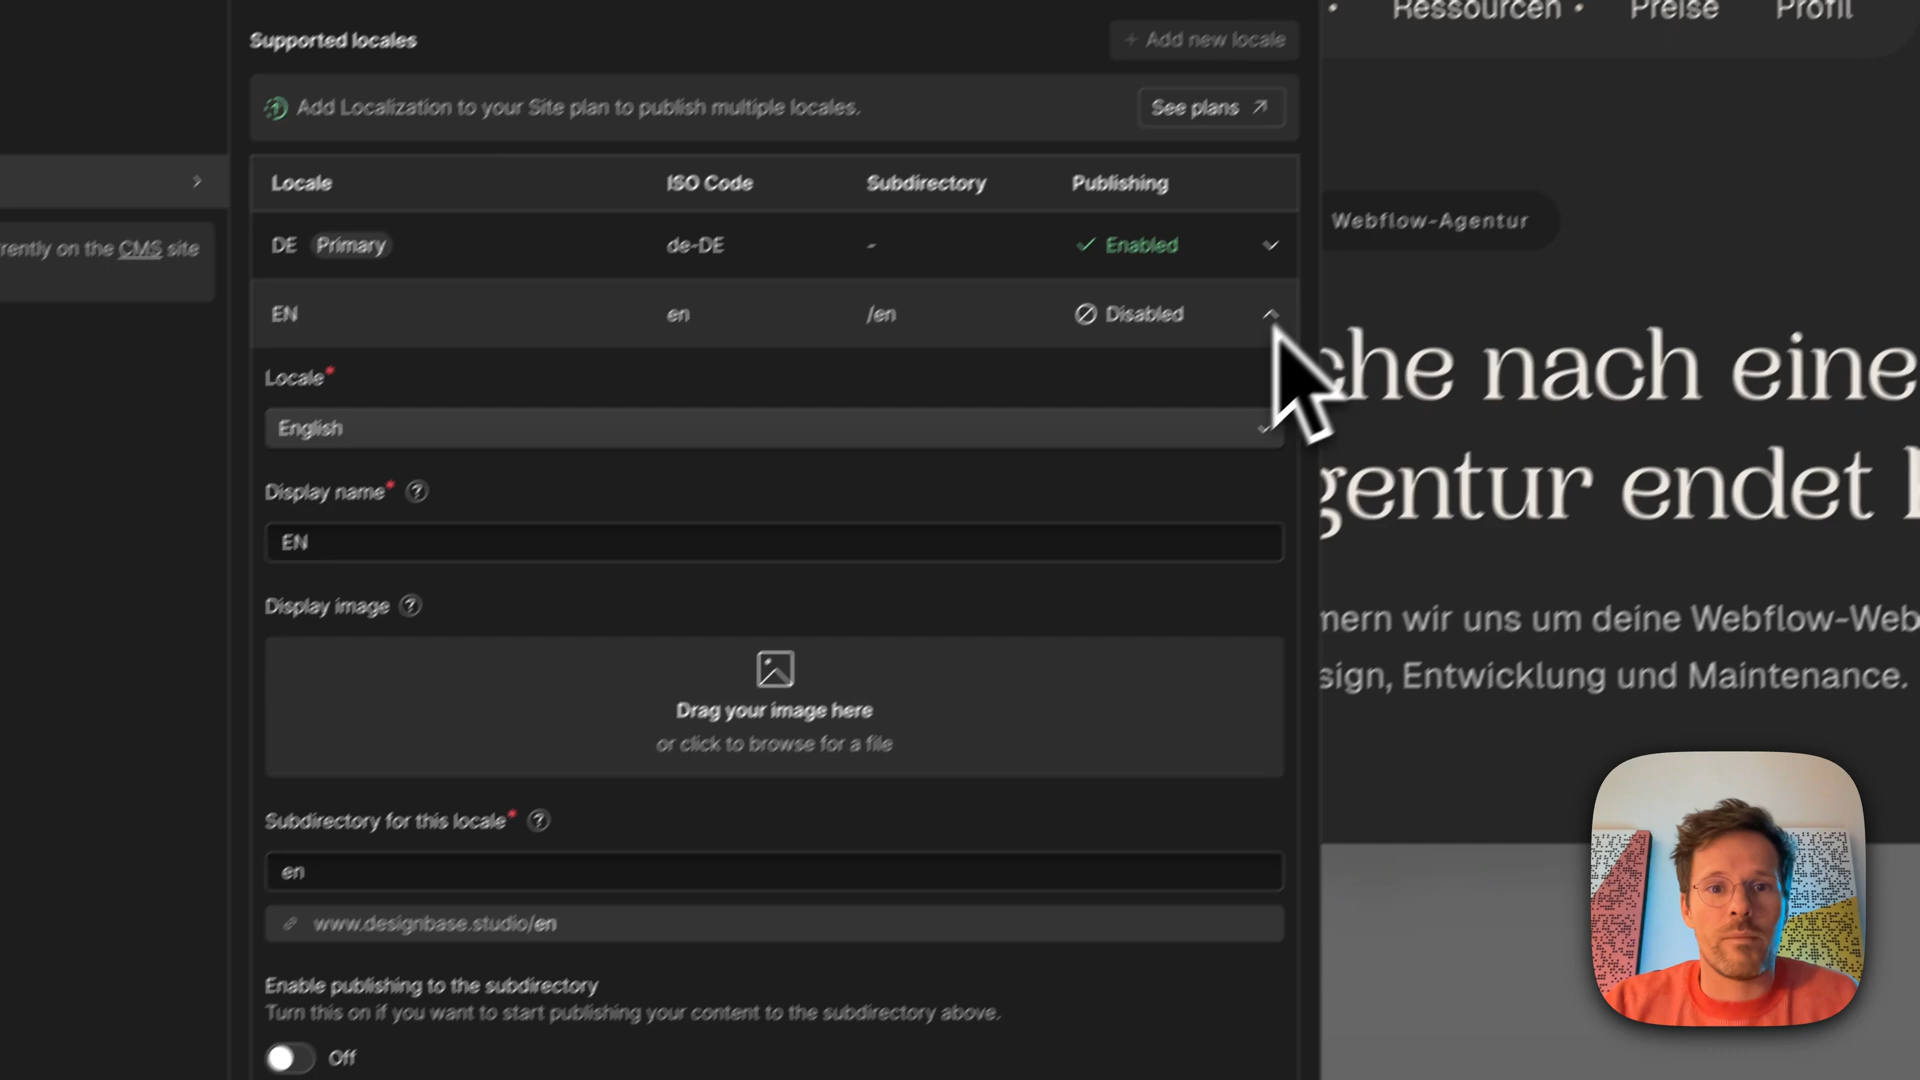 Ressourcen
Preise
Profil
Supported locales
+ Add new locale
Add Localization to your Site plan to publish multiple locales.
See plans
Locale
ISO Code
Subdirectory
Publishing
DE
Primary
de-DE
-
Enabled
rently on the CMS site
EN
en
/en
Disabled
Webflow-Agentur
Locale*
English
che nach eine
Display name*
EN
gentur endet
Display image
Drag your image here
or click to browse for a file
mern wir uns um deine Webflow-Web
sign, Entwicklung und Maintenance.
Subdirectory for this locale*
en
www.designbase.studio/en
Enable publishing to the subdirectory
Turn this on if you want to start publishing your content to the subdirectory above.
Off